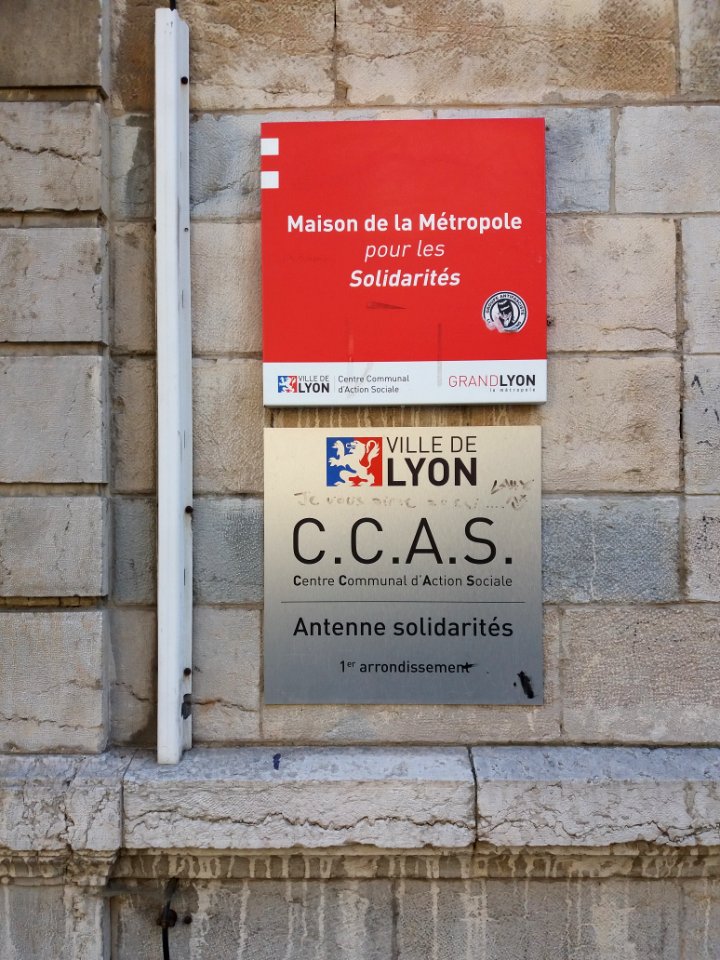 Maison de la Métropole
pour les
Solidarités
VILLE DE
LYON
Centre Communal
d'Action Sociale
GRANDLYON
la métropole
VILLE DE
LYON
Je vous aime
C.C.A.S.
Centre Communal d'Action Sociale
Antenne solidarités
1er arrondissement